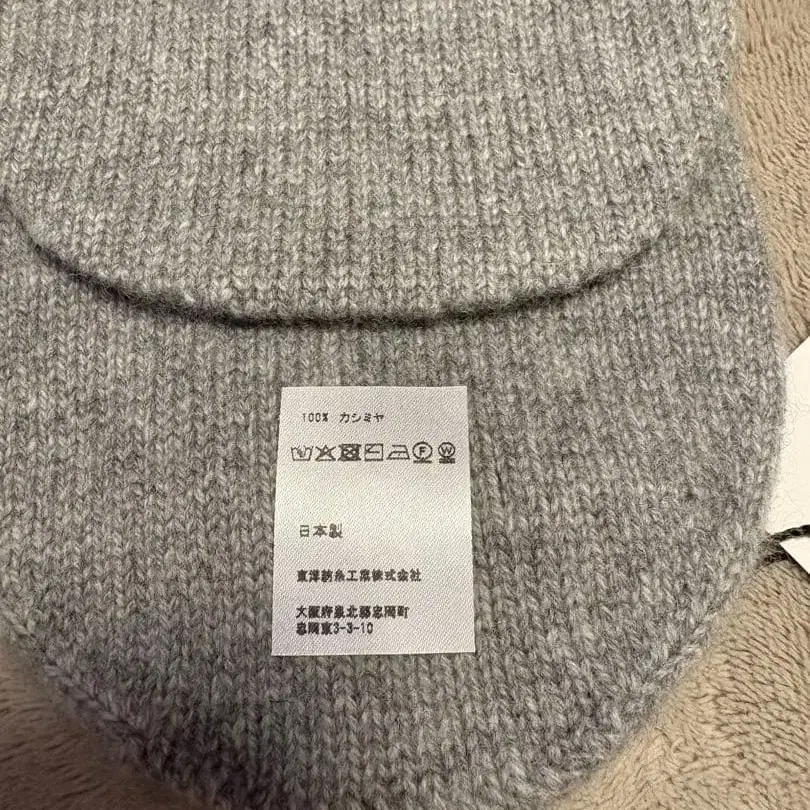 100% カシミヤ
F W
日本製
東洋紡糸工業株式会社
大阪府泉北郡忠岡町
忠岡東3-3-10